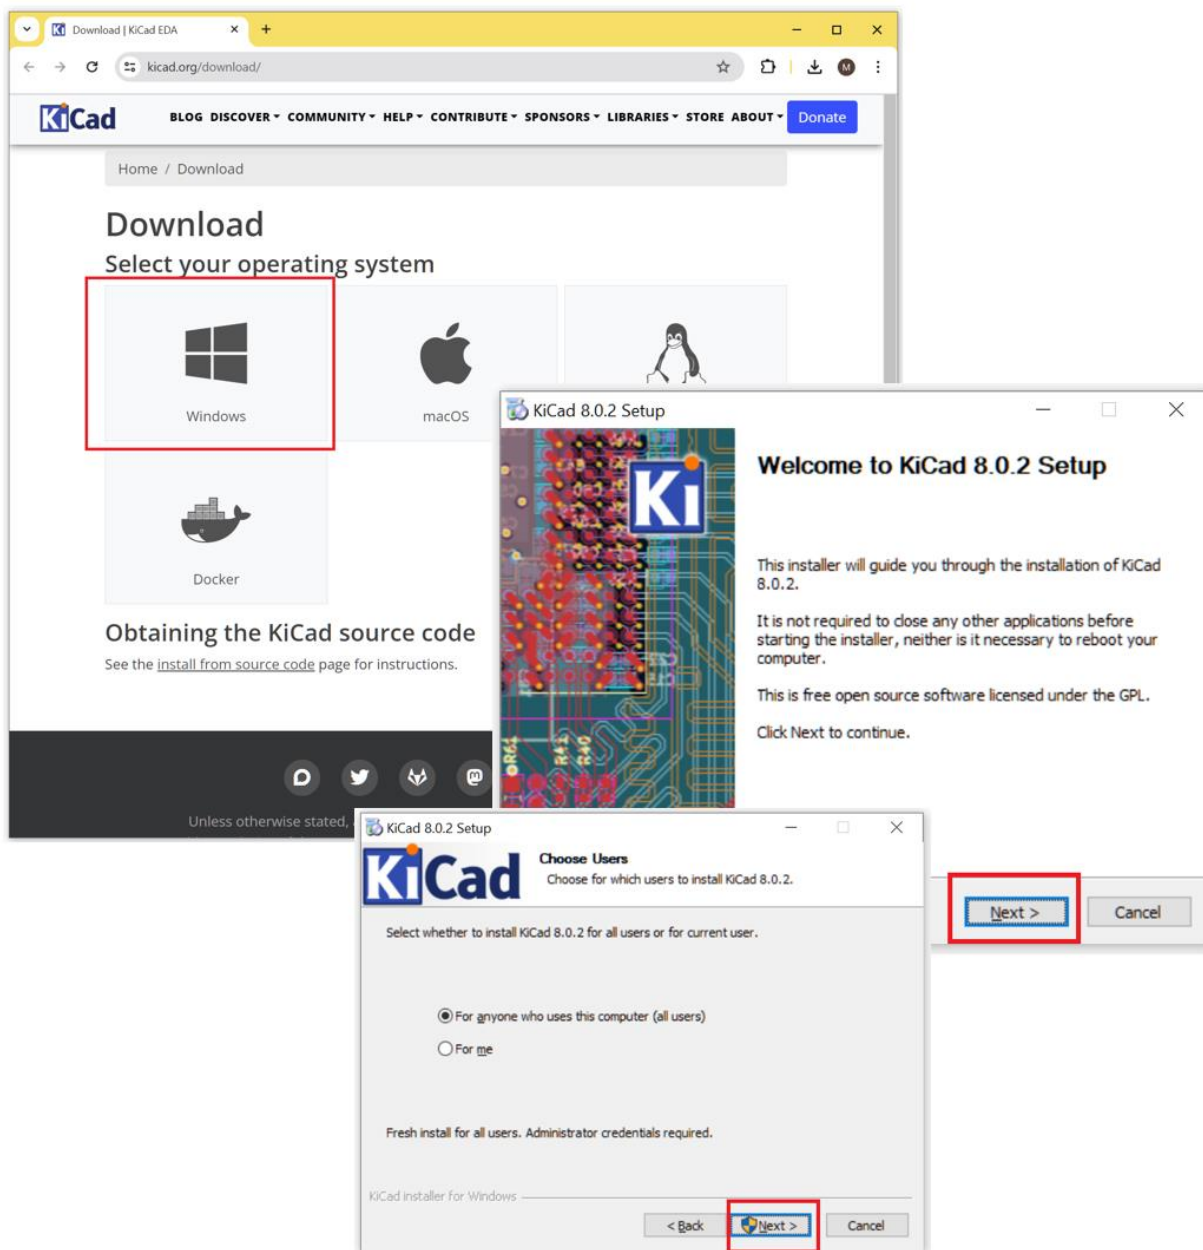 Download | KiCad EDA
kicad.org/download/
M
KiCad
BLOG DISCOVER COMMUNITY HELP CONTRIBUTE SPONSORS LIBRARIES STORE ABOUT Donate
Home / Download
Download
Select your operating system
Windows
macOS
Docker
Obtaining the KiCad source code
See the install from source code page for instructions.
Unless otherwise stated,
KiCad 8.0.2 Setup
Ki
R41
R40
Welcome to KiCad 8.0.2 Setup
This installer will guide you through the installation of KiCad
8.0.2.
It is not required to close any other applications before
starting the installer, neither is it necessary to reboot your
computer.
This is free open source software licensed under the GPL.
Click Next to continue.
Next >
Cancel
KiCad 8.0.2 Setup
KiCad
Choose Users
Choose for which users to install KiCad 8.0.2.
Select whether to install KiCad 8.0.2 for all users or for current user.
For anyone who uses this computer (all users)
For me
Fresh install for all users. Administrator credentials required.
KiCad installer for Windows
< Back
Next >
Cancel